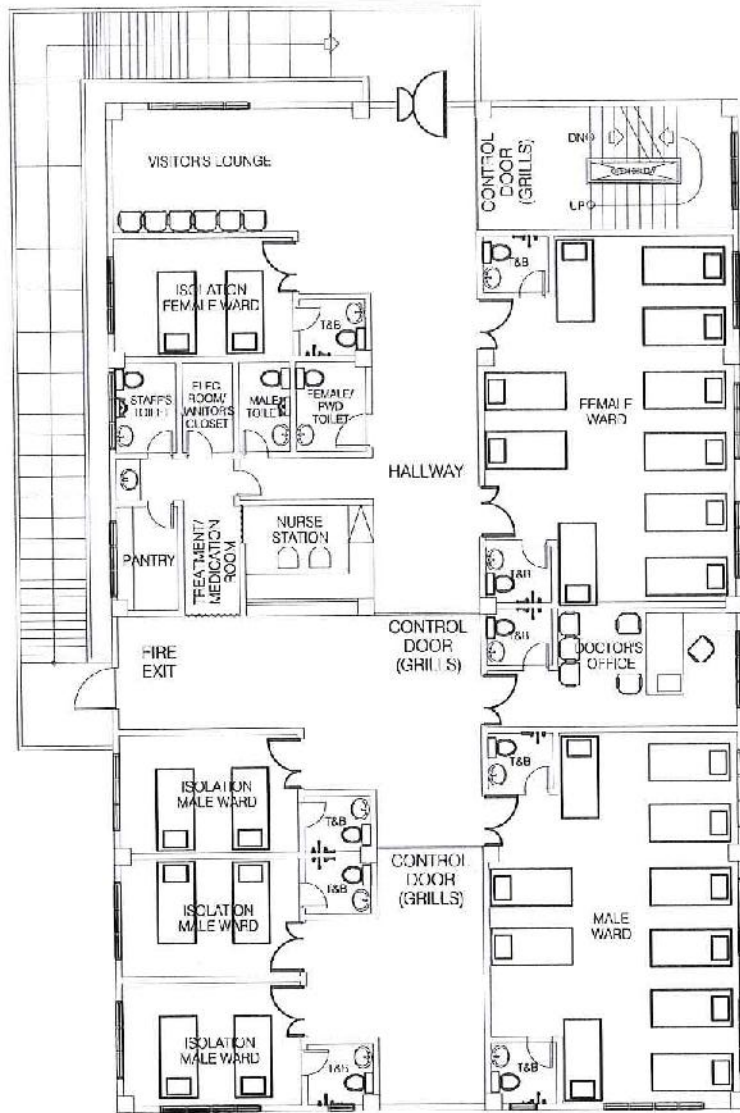 VISITOR'S LOUNGE
CONTROL
DOOR
(GRILLS)
DN
UP
ISOLATION
FEMALE WARD
T&B
T&B
STAFF'S
TOILET
ELEC
ROOM/
JANITOR'S
CLOSET
MALE
TOILET
FEMALE/
PWD
TOILET
FEMALE
WARD
HALLWAY
PANTRY
TREATMENT/
MEDICATION
ROOM
NURSE
STATION
T&B
T&B
FIRE
EXIT
CONTROL
DOOR
(GRILLS)
DOCTOR'S
OFFICE
T&B
ISOLATION
MALE WARD
T&B
T&B
CONTROL
DOOR
(GRILLS)
ISOLATION
MALE WARD
MALE
WARD
ISOLATION
MALE WARD
T&B
T&B